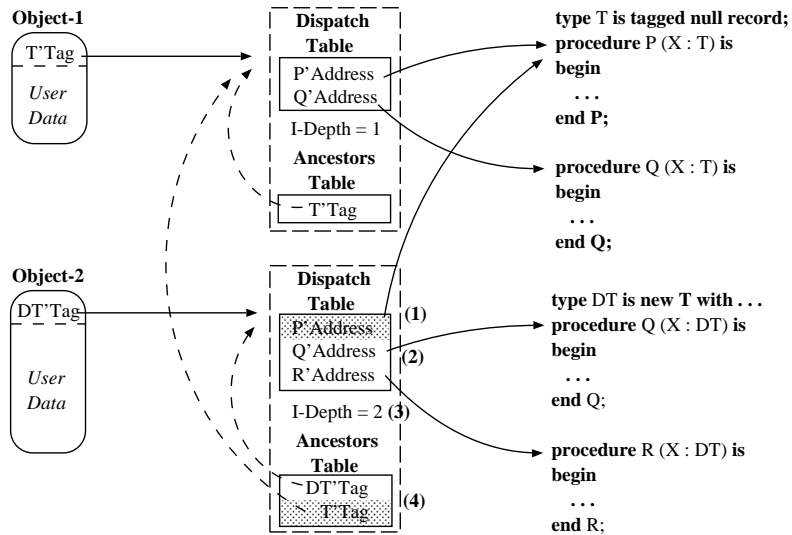 Object-1
T'Tag
User
Data
Dispatch
Table
P'Address
Q'Address
I-Depth = 1
Ancestors
Table
T'Tag
type T is tagged null record;
procedure P (X : T) is
begin
. . .
end P;
procedure Q (X : T) is
begin
. . .
end Q;
Object-2
DT'Tag
User
Data
Dispatch
Table
(1)
P'Address
Q'Address (2)
R'Address
I-Depth = 2 (3)
Ancestors
Table
DT'Tag
(4)
T'Tag
type DT is new T with . . .
procedure Q (X : DT) is
begin
. . .
end Q;
procedure R (X : DT) is
begin
. . .
end R;